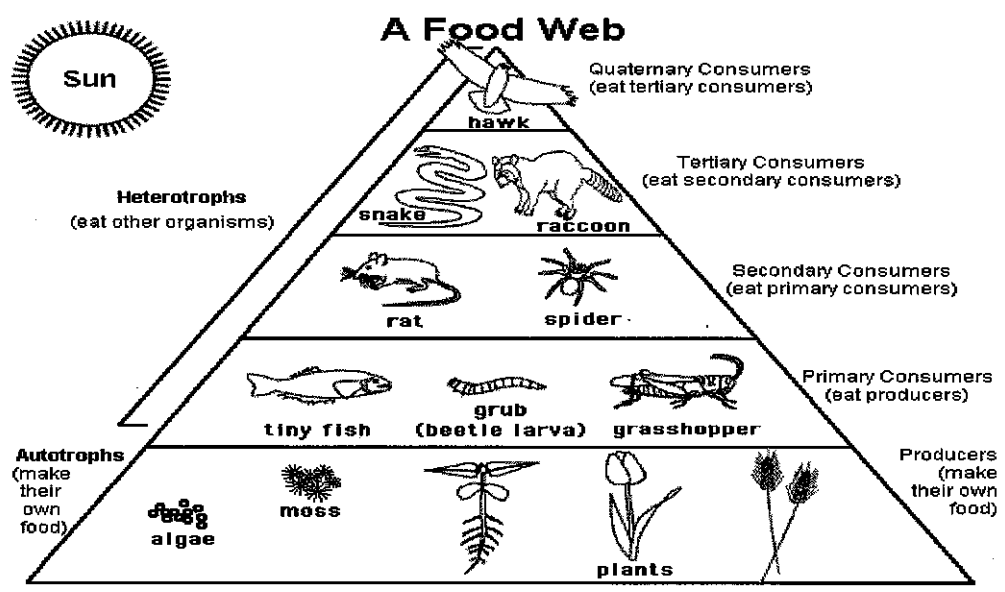 A Food Web
Sun
Quaternary Consumers
(eat tertiary consumers)
hawk
Tertiary Consumers
(eat secondary consumers)
Heterotrophs
(eat other organisms)
snake
raccoon
Secondary Consumers
(eat primary consumers)
rat
spider
Primary Consumers
(eat producers)
tiny fish
grub
(beetle larva)
grasshopper
Autotrophs
(make
their
own
food)
Producers
(make
their own
food)
algae
moss
plants